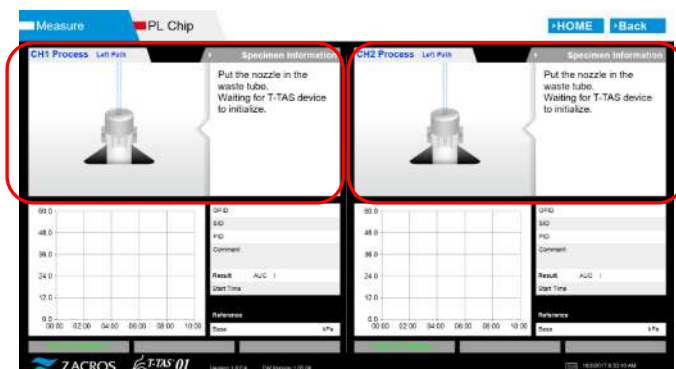 Measure
PL Chip
HOME
Back
CH1 Process Left Path
Specimen Information
Put the nozzle in the
waste tube.
Waiting for T-TAS device
to initialize.
CH2 Process Left Path
Specimen Information
Put the nozzle in the
waste tube.
Waiting for T-TAS device
to initialize.
60.0
48.0
36.0
24.0
12.0
0.0
00:00 02:00 04:00 06:00 08:00 10:00
OPID
SID
PID
Comment
Result AUC :
Start Time
Reference
Base kPa
60.0
48.0
36.0
24.0
12.0
0.0
00:00 02:00 04:00 06:00 08:00 10:00
OPID
SID
PID
Comment
Result AUC :
Start Time
Reference
Base kPa
ZACROS
T-TAS 01